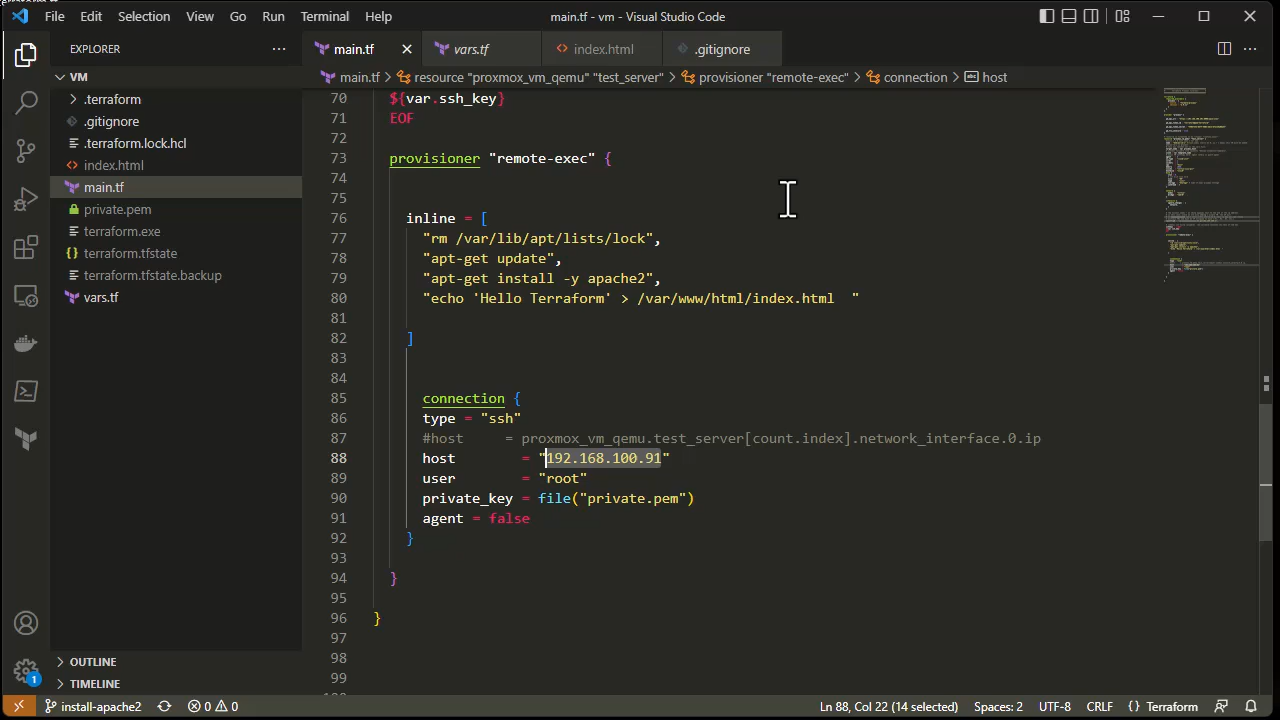 File Edit Selection View Go Run Terminal Help
main.tf - vm - Visual Studio Code
EXPLORER
main.tf vars.tf index.html .gitignore
VM
main.tf > resource "proxmox_vm_qemu" "test_server" > provisioner "remote-exec" > connection > host
.terraform
.gitignore
.terraform.lock.hcl
index.html
main.tf
private.pem
terraform.exe
terraform.tfstate
terraform.tfstate.backup
vars.tf
OUTLINE
TIMELINE
70 ${var.ssh_key}
71 EOF
72
73 provisioner "remote-exec" {
74
75
76 inline = [
77 "rm /var/lib/apt/lists/lock",
78 "apt-get update",
79 "apt-get install -y apache2",
80 "echo 'Hello Terraform' > /var/www/html/index.html  "
81
82 ]
83
84
85 connection {
86 type = "ssh"
87 #host     = proxmox_vm_qemu.test_server[count.index].network_interface.0.ip
88 host        = "192.168.100.91"
89 user        = "root"
90 private_key = file("private.pem")
91 agent = false
92 }
93
94 }
95
96 }
97
98
99
1
install-apache2 0 0 Ln 88, Col 22 (14 selected) Spaces: 2 UTF-8 CRLF {} Terraform